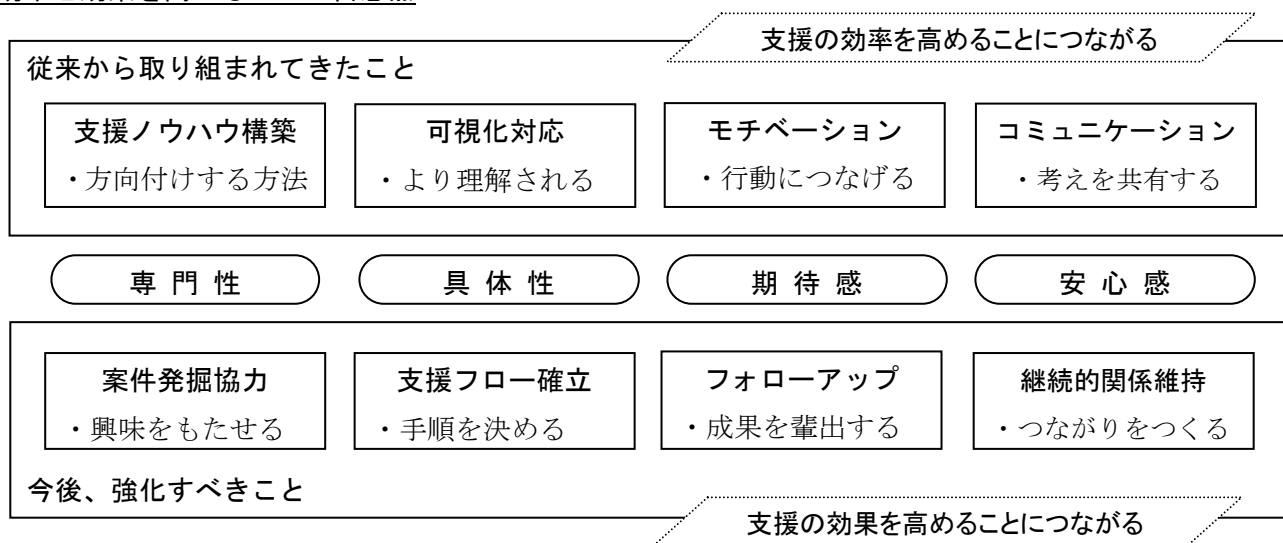 支援の効率を高めることにつながる
従来から取り組まれてきたこと
支援ノウハウ構築
・方向付けする方法
可視化対応
・より理解される
モチベーション
・行動につなげる
コミュニケーション
・考えを共有する
専 門 性
具 体 性
期 待 感
安 心 感
案件発掘協力
・興味をもたせる
支援フロー確立
・手順を決める
フォローアップ
・成果を輩出する
継続的関係維持
・つながりをつくる
今後、強化すべきこと
支援の効果を高めることにつながる